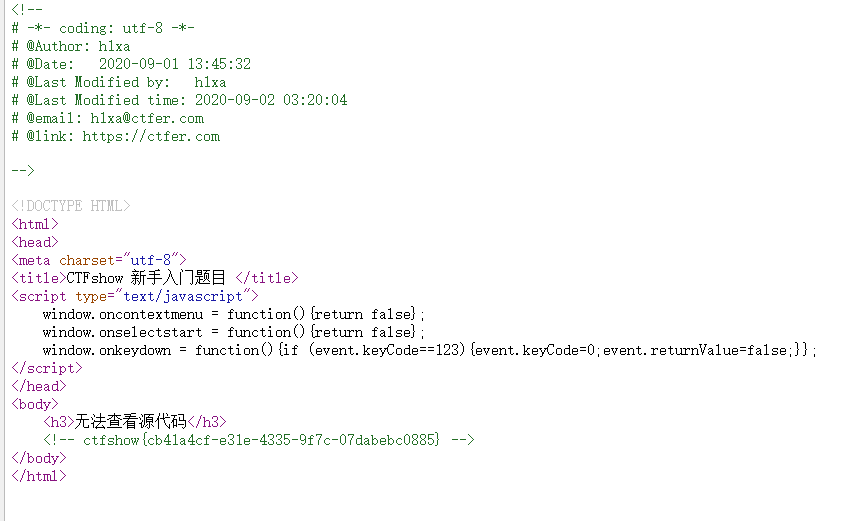 <!--
# -*- coding: utf-8 -*-
# @Author: hlxa
# @Date:   2020-09-01 13:45:32
# @Last Modified by:   hlxa
# @Last Modified time: 2020-09-02 03:20:04
# @email: hlxa@ctfer.com
# @link: https://ctfer.com
-->
<!DOCTYPE HTML>
<html>
<head>
<meta charset="utf-8">
<title>CTFshow 新手入门题目 </title>
<script type="text/javascript">
    window.oncontextmenu = function(){return false};
    window.onselectstart = function(){return false};
    window.onkeydown = function(){if (event.keyCode==123){event.keyCode=0;event.returnValue=false;}};
</script>
</head>
<body>
    <h3>无法查看源代码</h3>
    <!-- ctfshow{cb41a4cf-e31e-4335-9f7c-07dabebc0885} -->
</body>
</html>